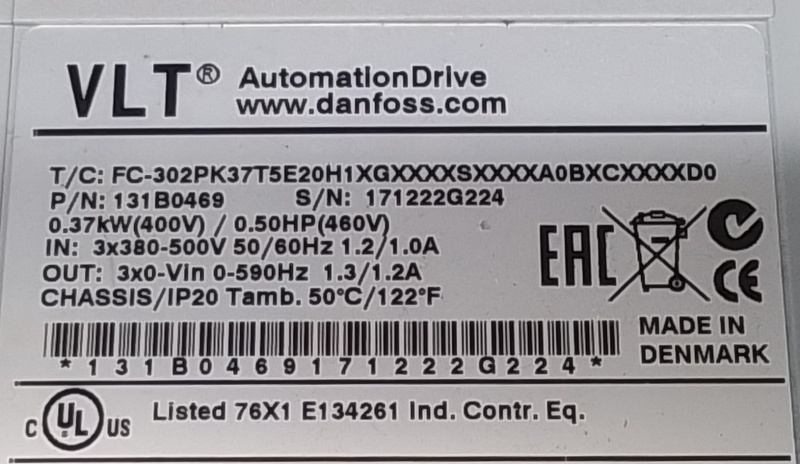 VLT® AutomationDrive
www.danfoss.com
T/C: FC-302PK37T5E20H1XGXXXXSXXXXA0BXCXXXXD0
P/N: 131B0469 S/N: 171222G224
0.37kW(400V) / 0.50HP(460V)
IN: 3x380-500V 50/60Hz 1.2/1.0A
OUT: 3x0-Vin 0-590Hz 1.3/1.2A
CHASSIS/IP20 Tamb. 50°C/122°F
EAC
CE
*131B0469171222G224*
MADE IN
DENMARK
C UL US Listed 76X1 E134261 Ind. Contr. Eq.